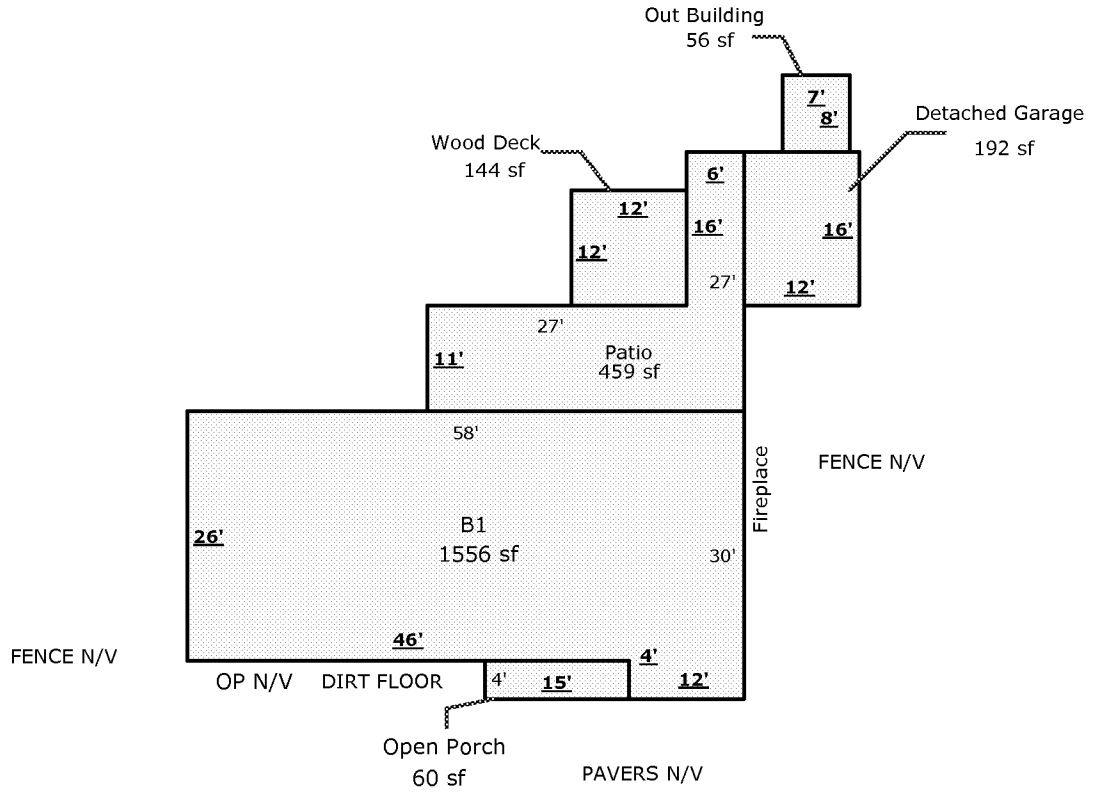 Out Building
56 sf
7'
8'
Detached Garage
192 sf
Wood Deck
144 sf
6'
12'
16'
16'
12'
27'
12'
27'
11'
Patio
459 sf
58'
Fireplace
FENCE N/V
B1
1556 sf
26'
30'
46'
4'
FENCE N/V
OP N/V
DIRT FLOOR
4'
15'
12'
Open Porch
60 sf
PAVERS N/V